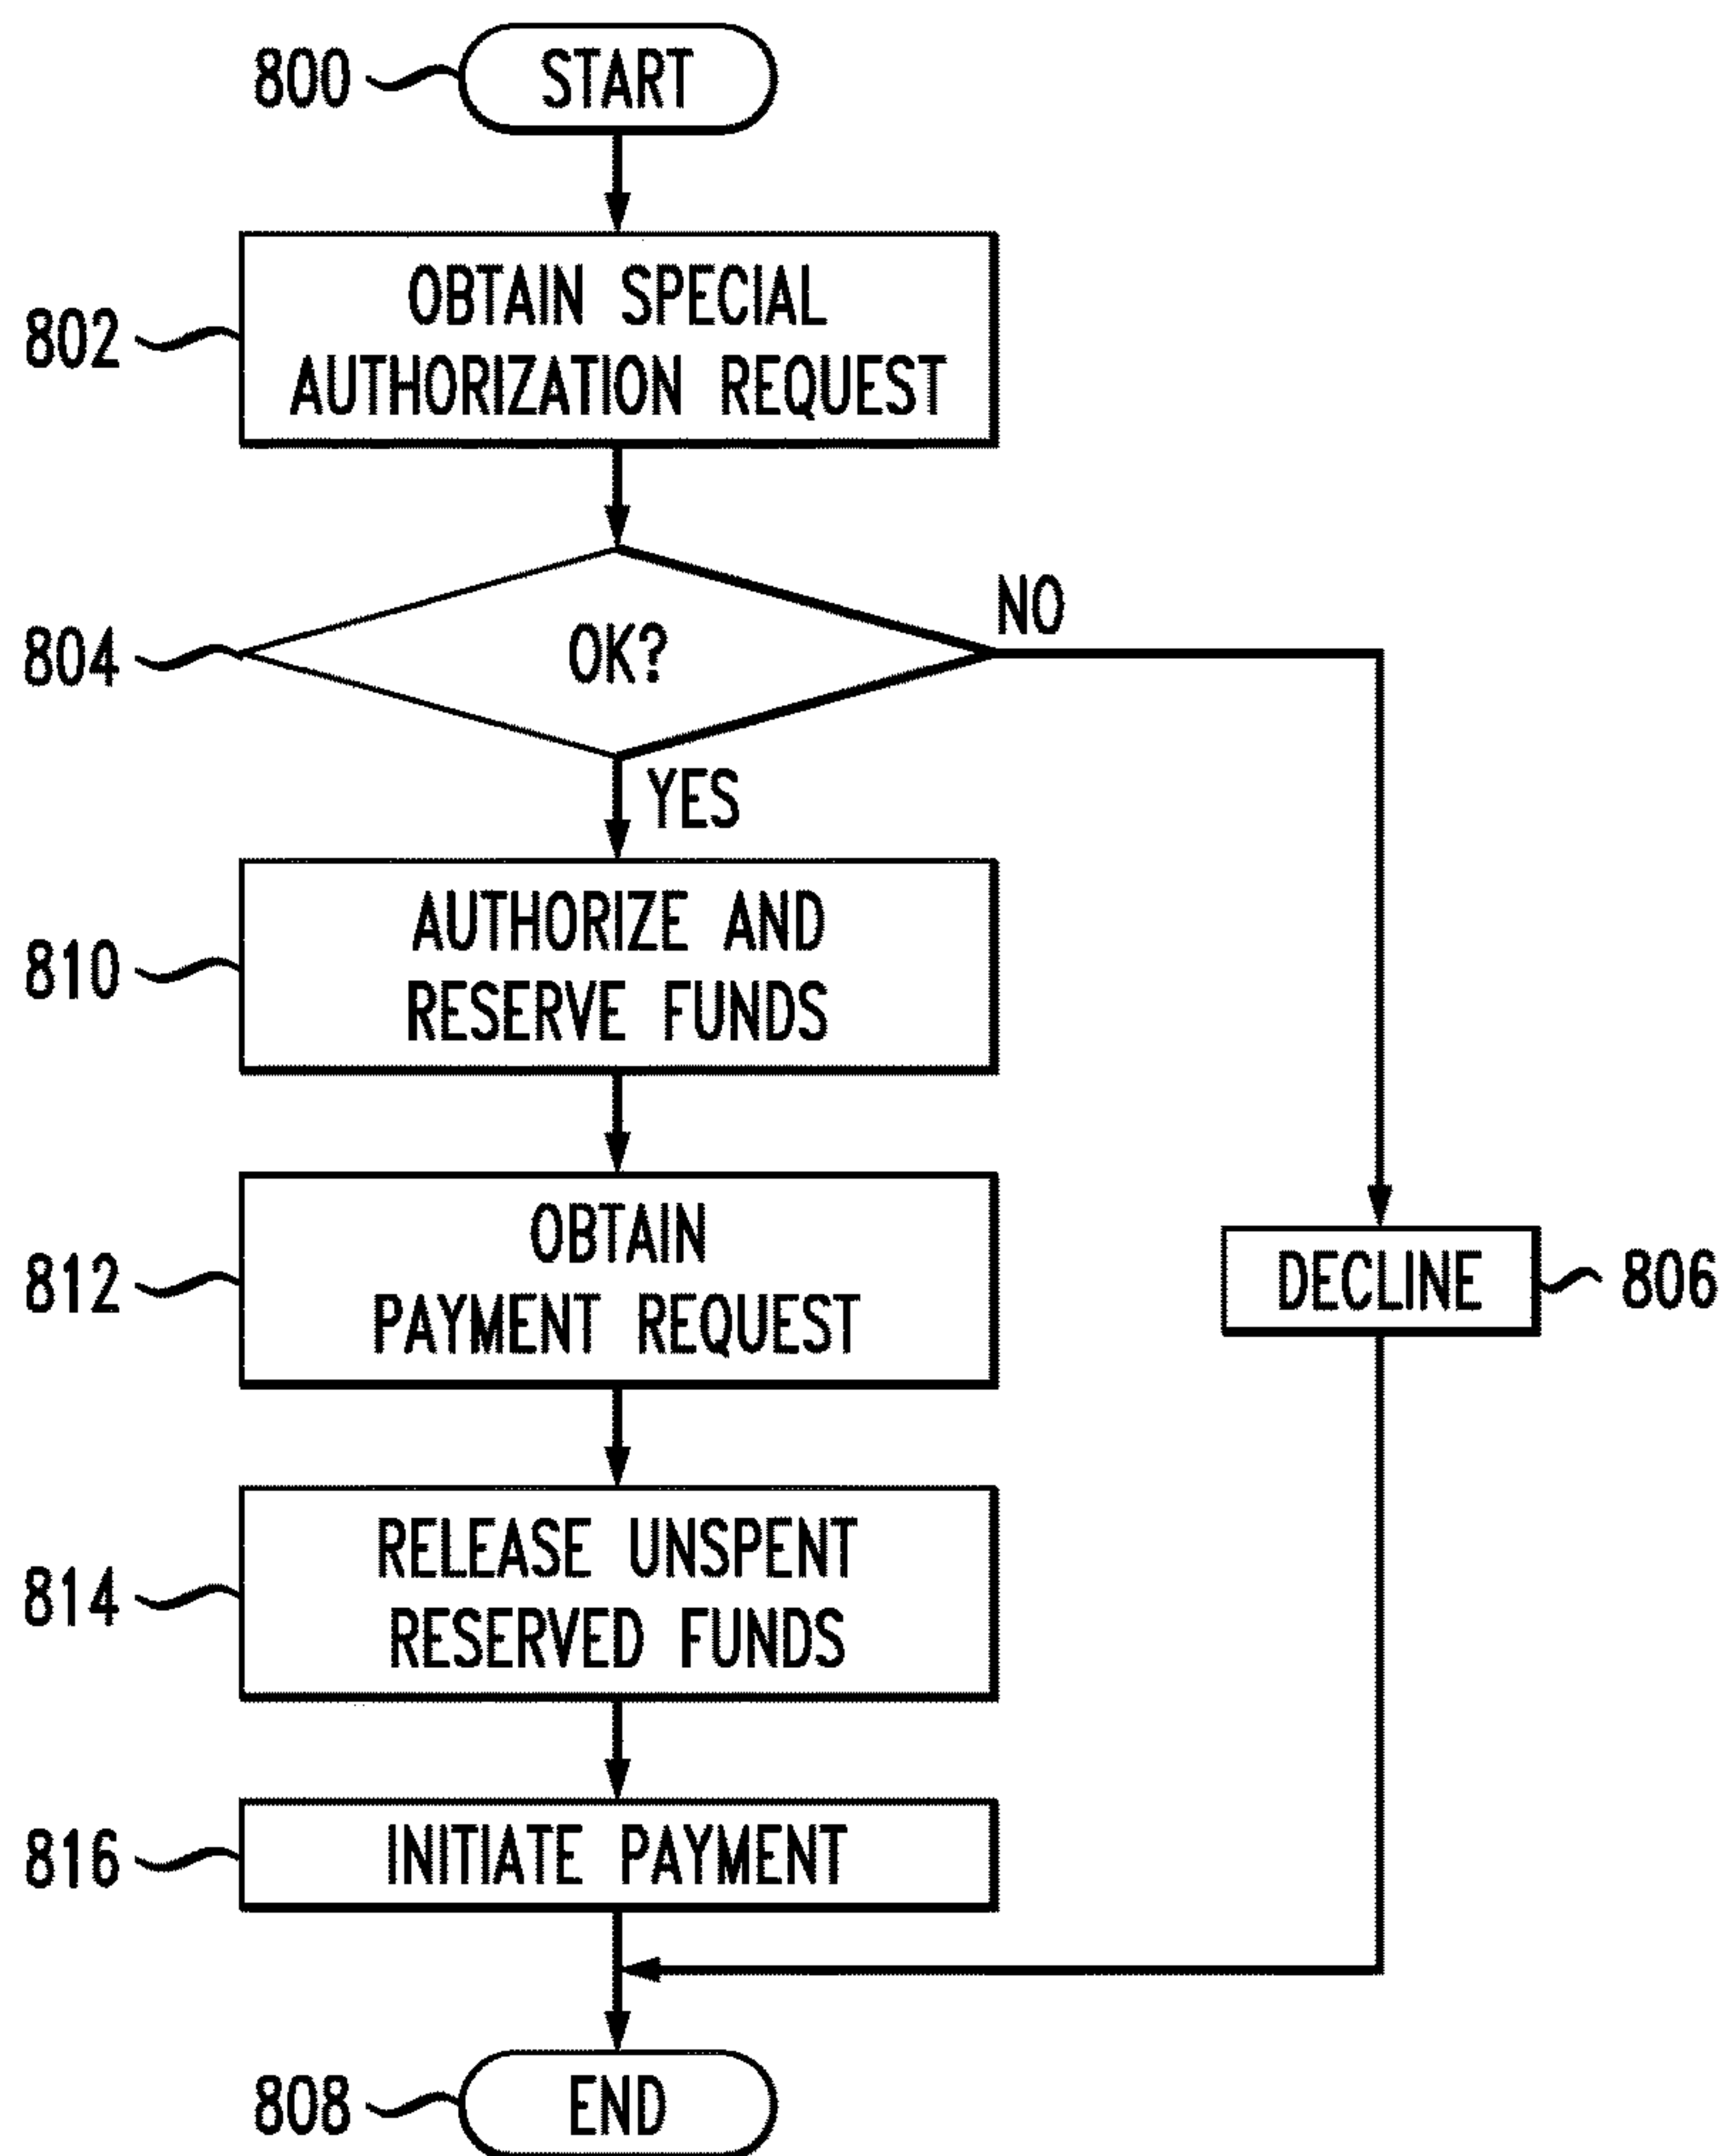 800
START
802
OBTAIN SPECIAL
AUTHORIZATION REQUEST
804
OK?
NO
YES
810
AUTHORIZE AND
RESERVE FUNDS
812
OBTAIN
PAYMENT REQUEST
DECLINE
806
814
RELEASE UNSPENT
RESERVED FUNDS
816
INITIATE PAYMENT
808
END